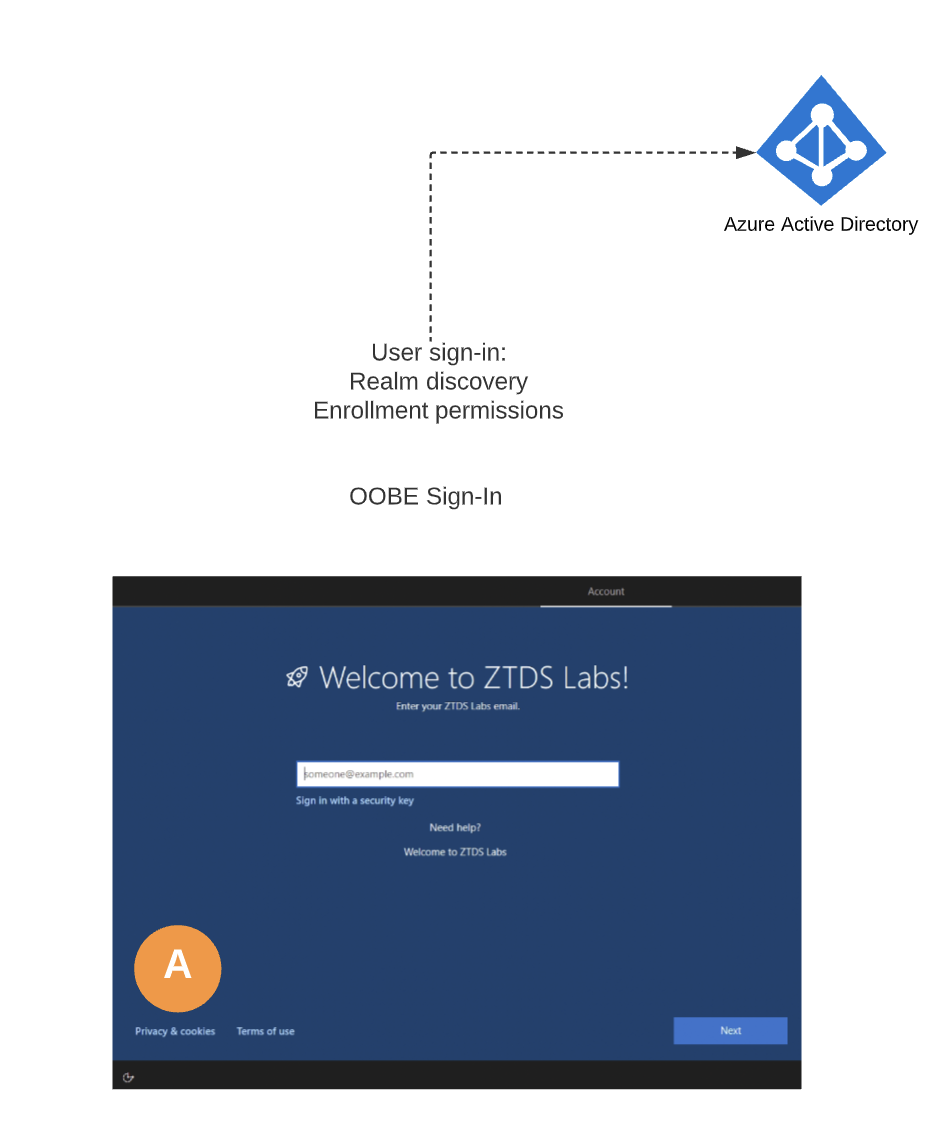 Azure Active Directory
User sign-in:
Realm discovery
Enrollment permissions
OOBE Sign-In
Account
Welcome to ZTDS Labs!
Enter your ZTDS Labs email.
someone@example.com
Sign in with a security key
Need help?
Welcome to ZTDS Labs
A
Privacy & cookies Terms of use Next